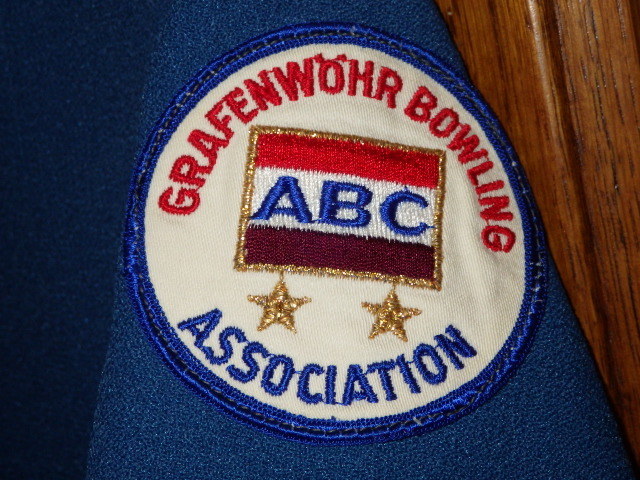 GRAFENWÖHR BOWLING
ABC
ASSOCIATION